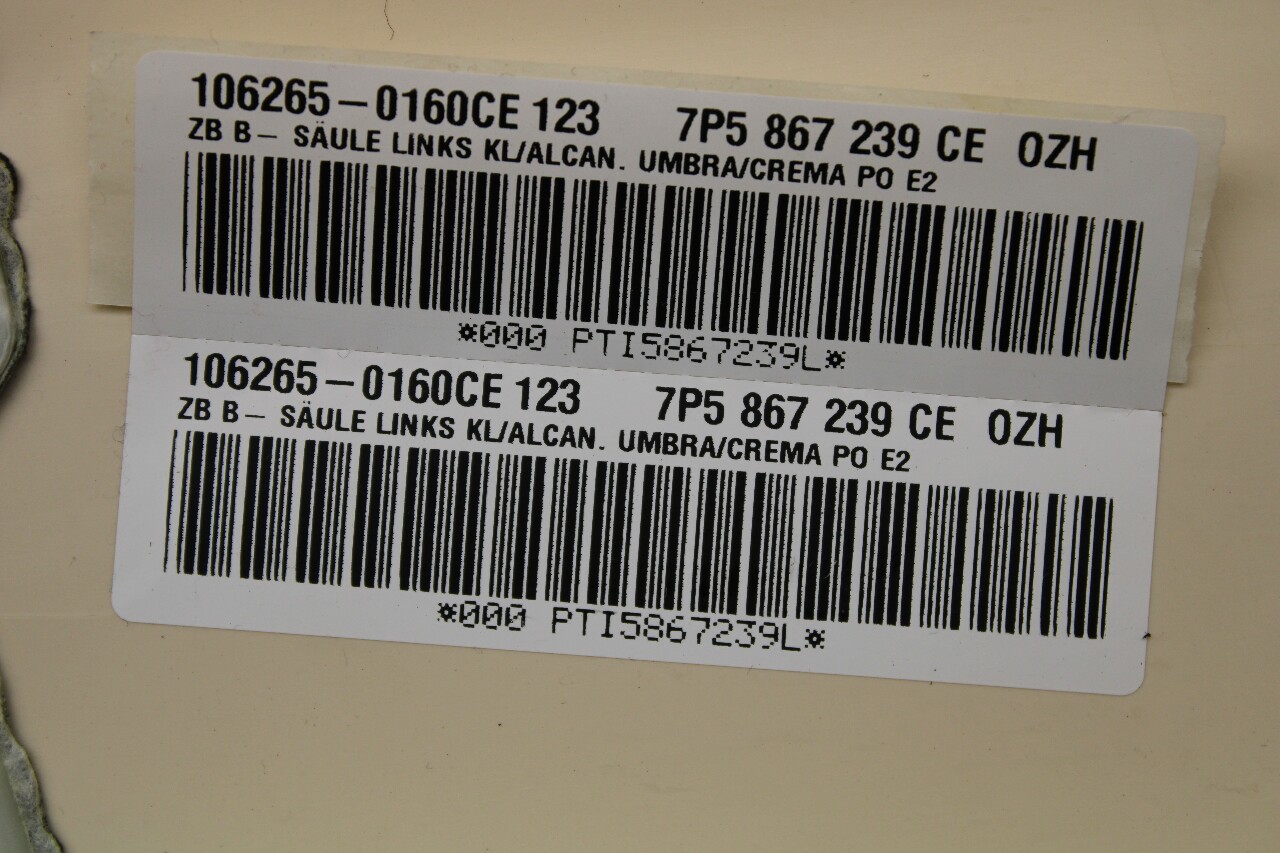 106265–0160CE 123 7P5 867 239 CE OZH
ZB B– SÄULE LINKS KL/ALCAN. UMBRA/CREMA PO E2
*000 PTI5867239L*
106265–0160CE 123 7P5 867 239 CE OZH
ZB B– SÄULE LINKS KL/ALCAN. UMBRA/CREMA PO E2
*000 PTI5867239L*